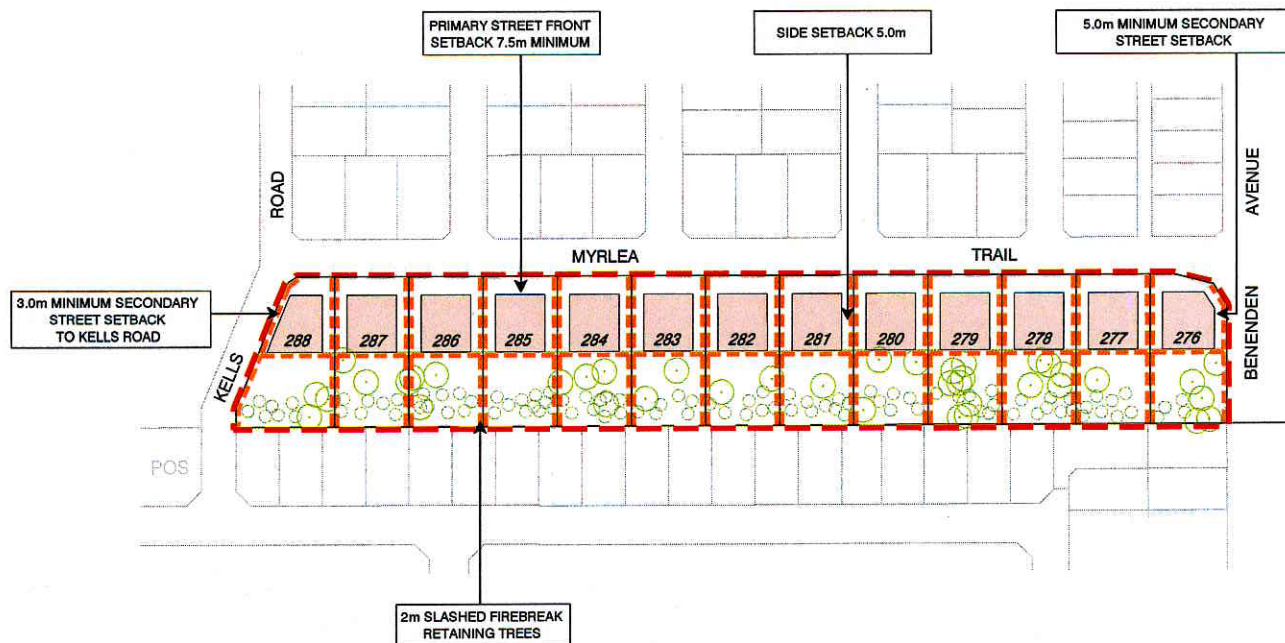 PRIMARY STREET FRONT
SETBACK 7.5m MINIMUM
SIDE SETBACK 5.0m
5.0m MINIMUM SECONDARY
STREET SETBACK
ROAD
AVENUE
MYRLEA
TRAIL
3.0m MINIMUM SECONDARY
STREET SETBACK
TO KELLS ROAD
288 287 286 285 284 283 282 281 280 279 278 277 276
KELLS
BENENDEN
POS
2m SLASHED FIREBREAK
RETAINING TREES